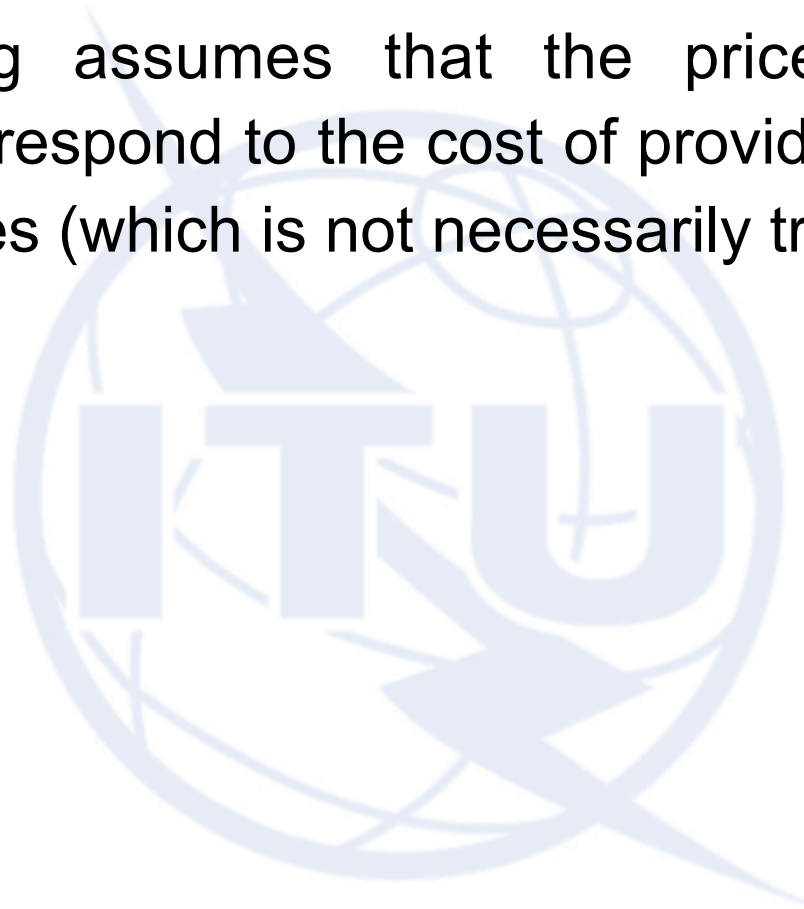 g assumes that the price
respond to the cost of provid
es (which is not necessarily tr
ITU